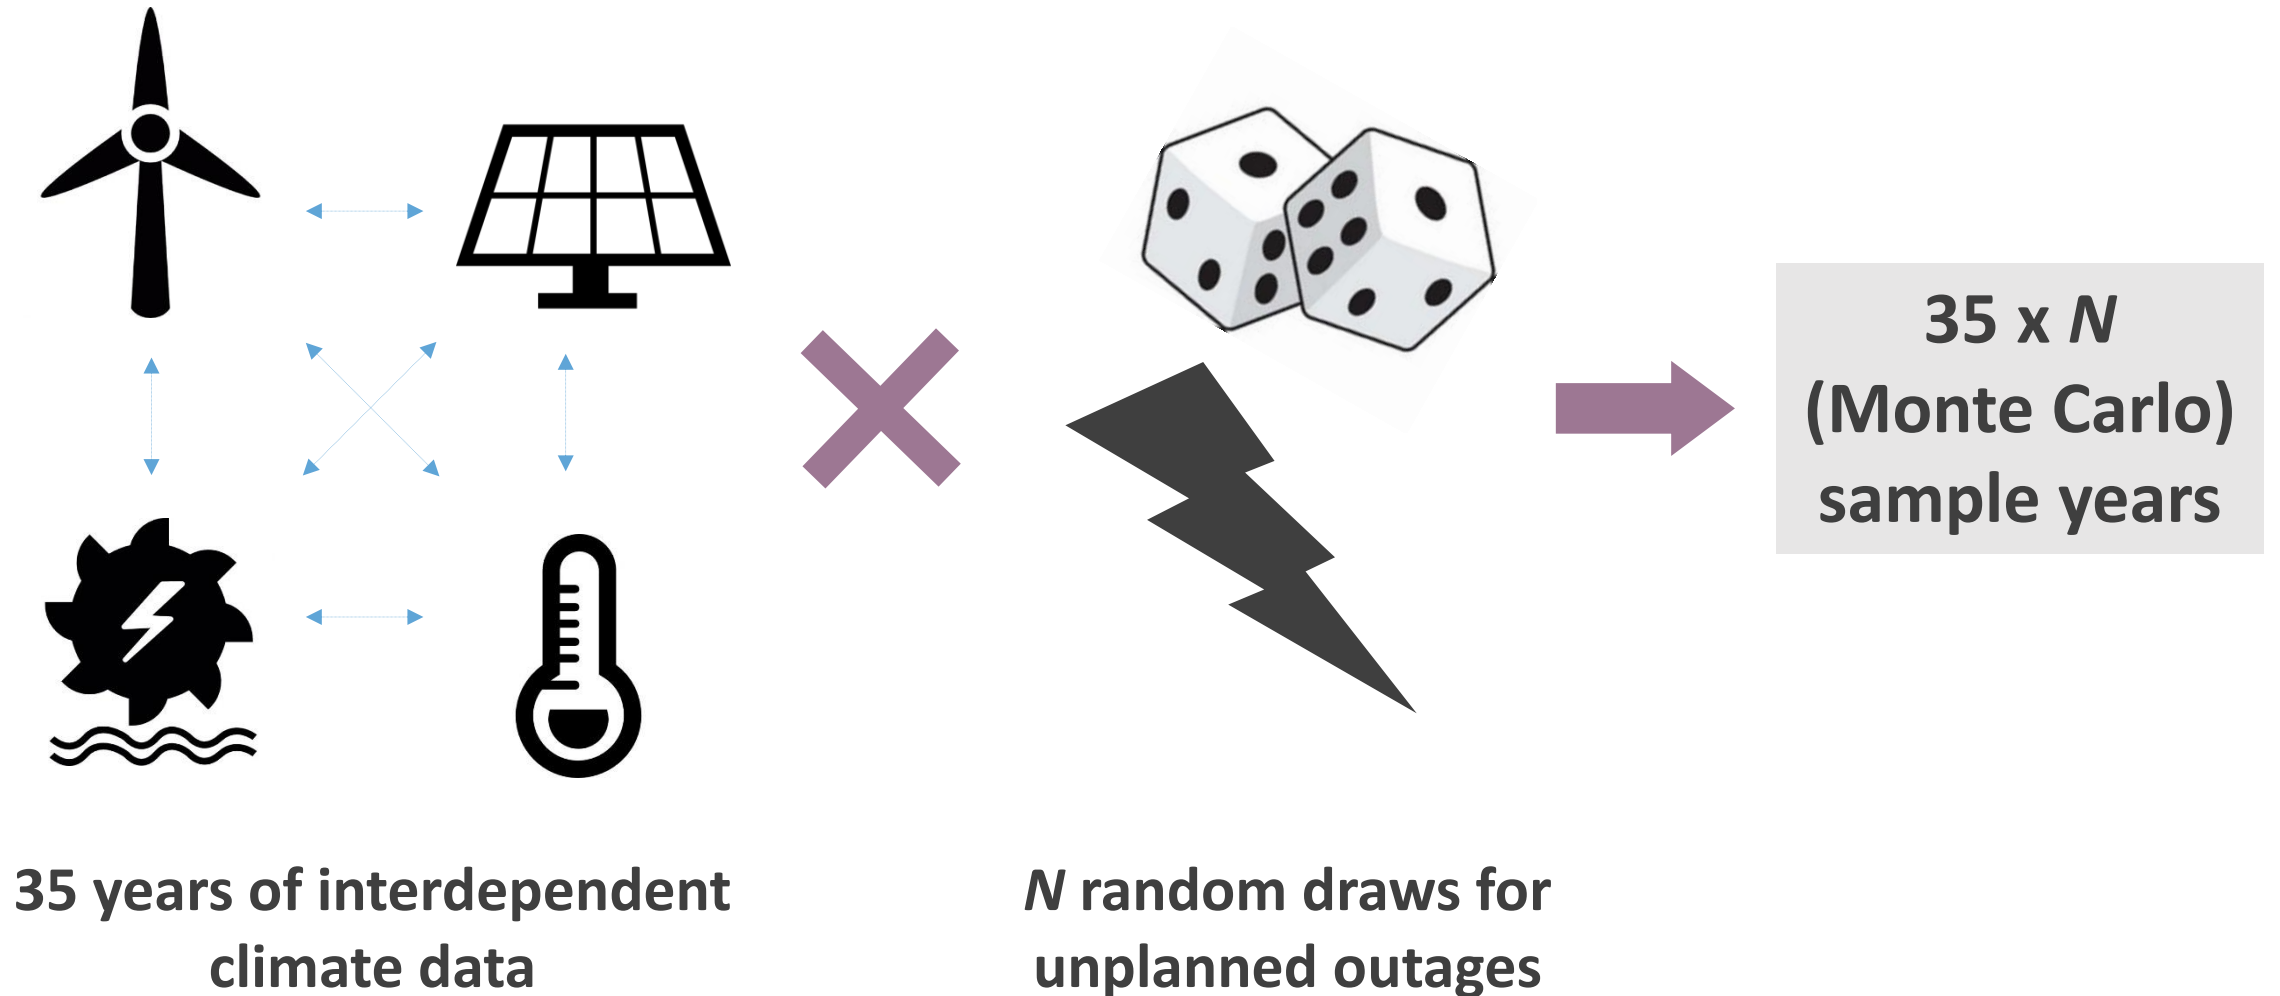 35 x N
(Monte Carlo)
sample years
35 years of interdependent
climate data
N random draws for
unplanned outages